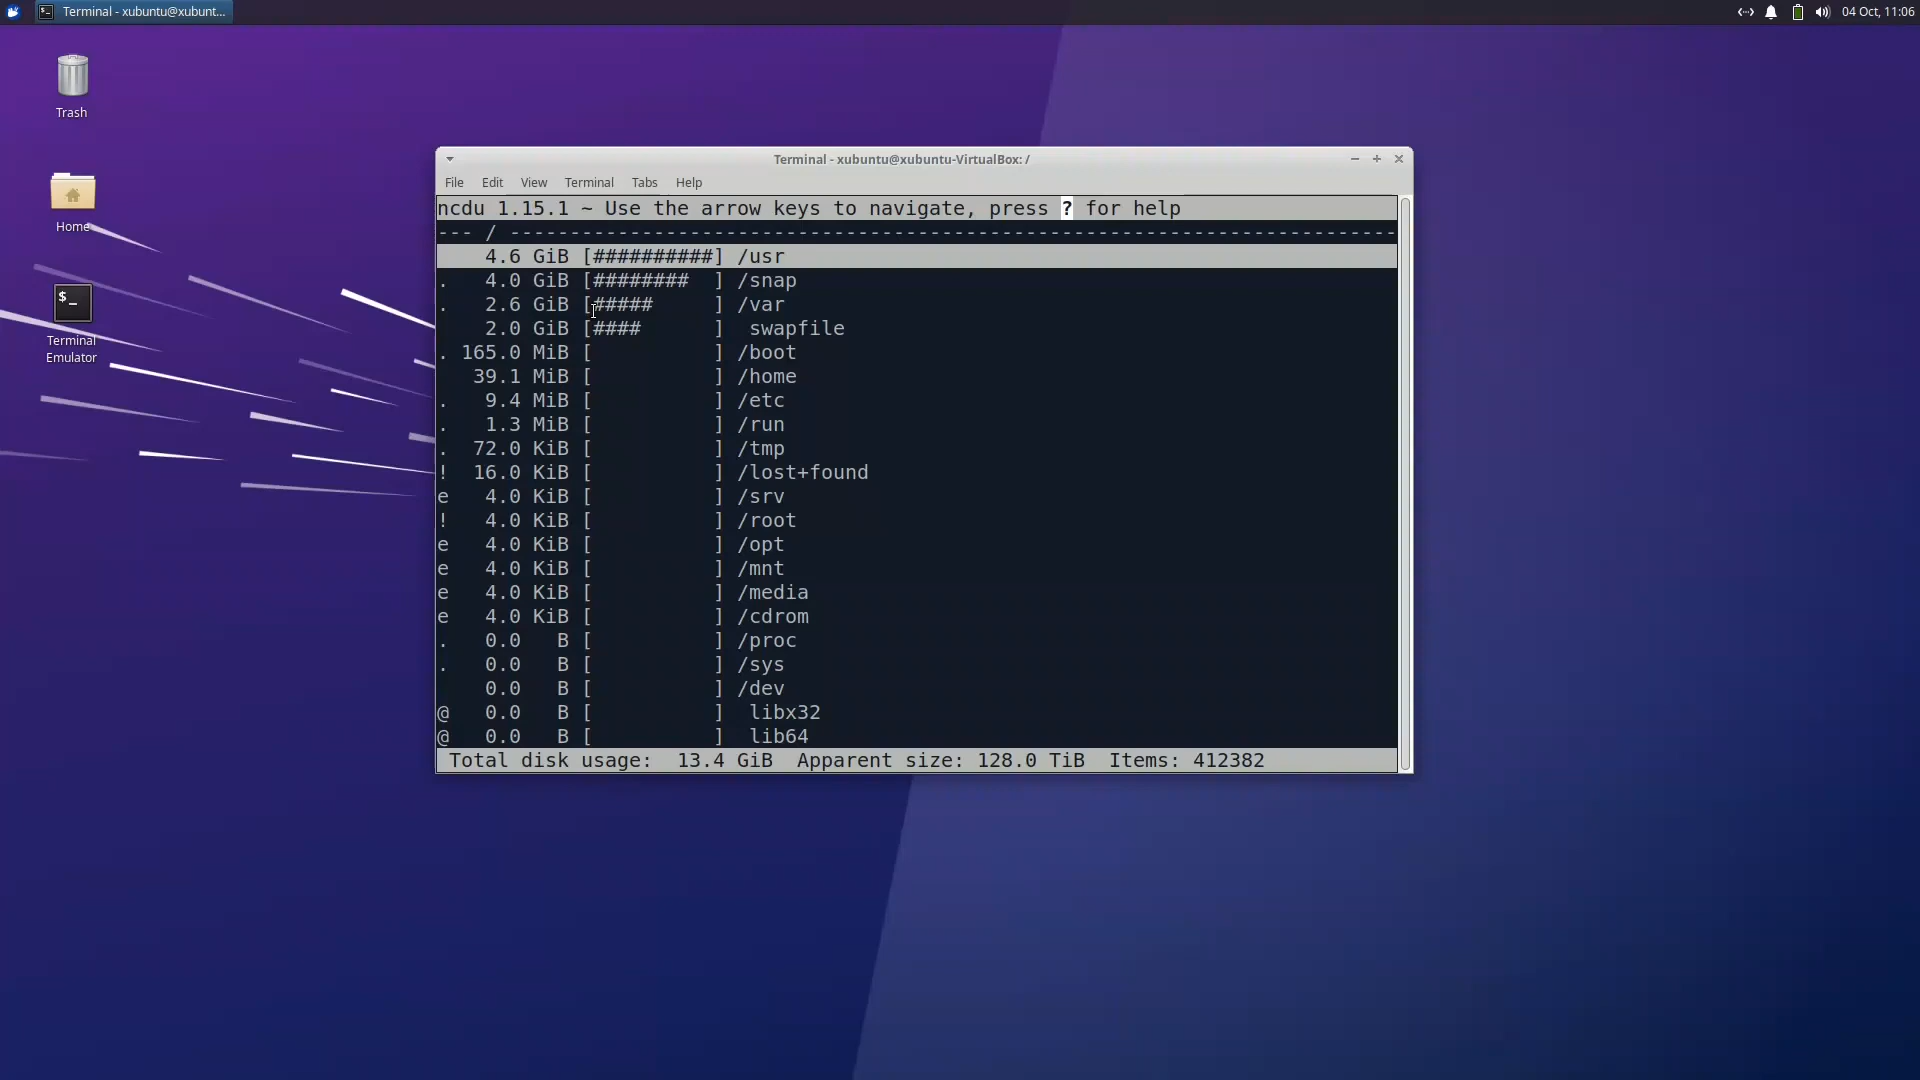 Terminal - xubuntu@xubunt...
04 Oct, 11:06
Trash
Home
$_
Terminal
Emulator
Terminal - xubuntu@xubuntu-VirtualBox: /
File Edit View Terminal Tabs Help
ncdu 1.15.1 ~ Use the arrow keys to navigate, press ? for help
--- / --------------------------------------------------------------------------
    4.6 GiB [##########] /usr
.   4.0 GiB [########  ] /snap
.   2.6 GiB [#####     ] /var
    2.0 GiB [####      ]  swapfile
. 165.0 MiB [          ] /boot
   39.1 MiB [          ] /home
.   9.4 MiB [          ] /etc
.   1.3 MiB [          ] /run
.  72.0 KiB [          ] /tmp
!  16.0 KiB [          ] /lost+found
e   4.0 KiB [          ] /srv
!   4.0 KiB [          ] /root
e   4.0 KiB [          ] /opt
e   4.0 KiB [          ] /mnt
e   4.0 KiB [          ] /media
e   4.0 KiB [          ] /cdrom
.   0.0   B [          ] /proc
.   0.0   B [          ] /sys
    0.0   B [          ] /dev
@   0.0   B [          ]  libx32
@   0.0   B [          ]  lib64
Total disk usage:  13.4 GiB  Apparent size: 128.0 TiB  Items: 412382